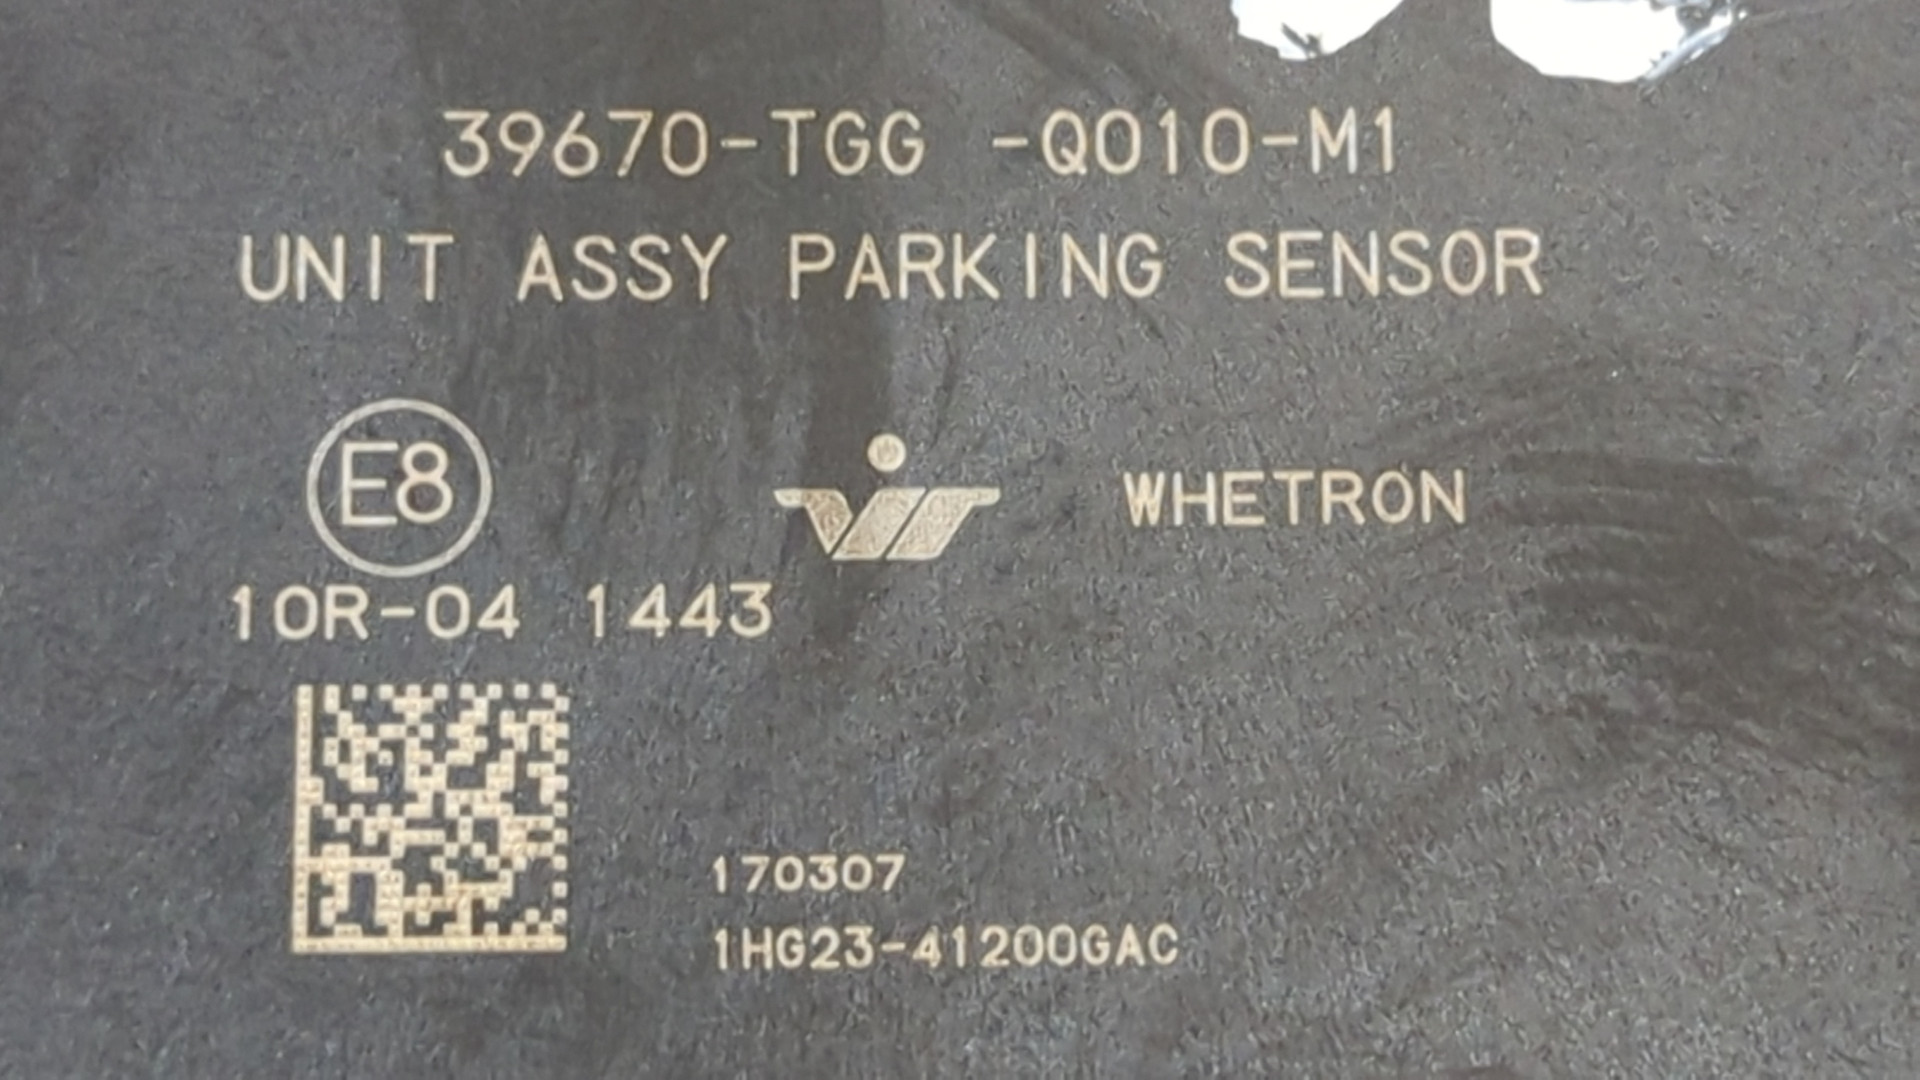 39670-TGG -Q010-M1
UNIT ASSY PARKING SENSOR
E8
WHETRON
10R-04 1443
170307
1HG23-41200GAC